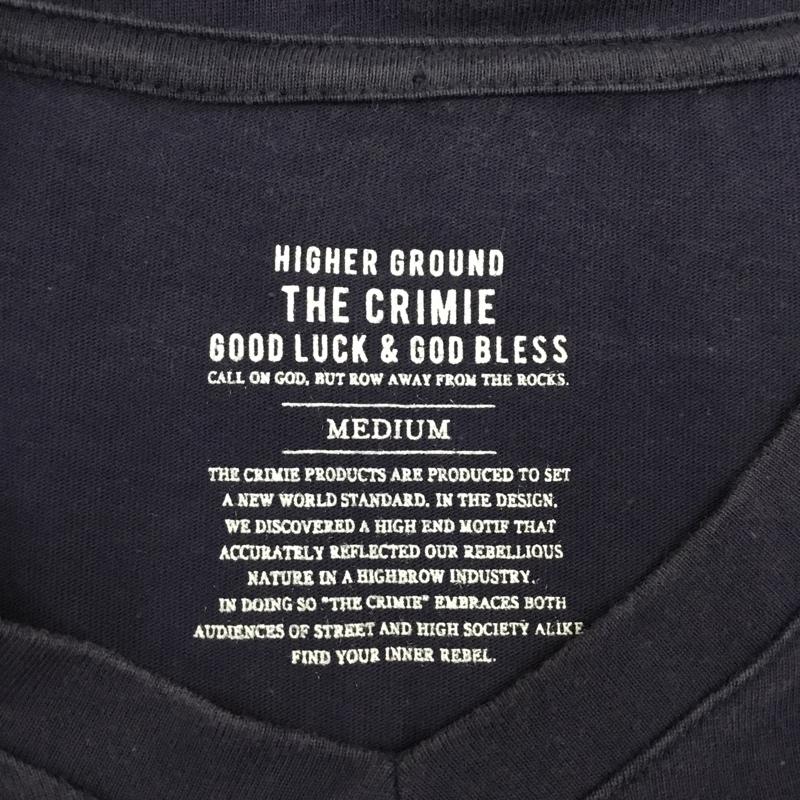 HIGHER GROUND
THE CRIMIE
GOOD LUCK & GOD BLESS
CALL ON GOD, BUT ROW AWAY FROM THE ROCKS.
MEDIUM
THE CRIMIE PRODUCTS ARE PRODUCED TO SET
A NEW WORLD STANDARD. IN THE DESIGN,
WE DISCOVERED A HIGH END MOTIF THAT
ACCURATELY REFLECTED OUR REBELLIOUS
NATURE IN A HIGHBROW INDUSTRY.
IN DOING SO "THE CRIMIE" EMBRACES BOTH
AUDIENCES OF STREET AND HIGH SOCIETY ALIKE
FIND YOUR INNER REBEL.